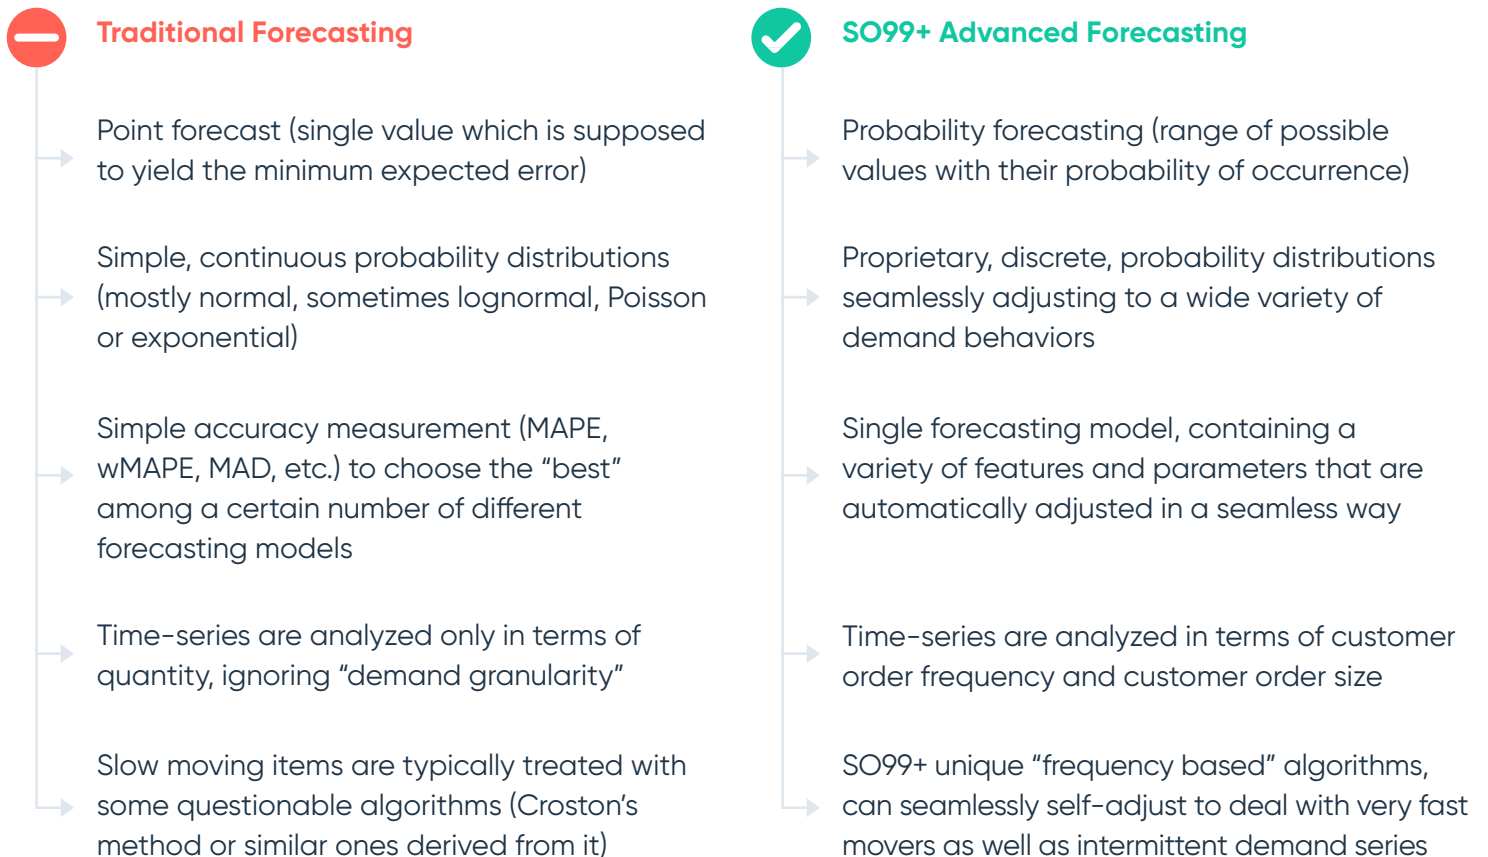 Traditional Forecasting
Point forecast (single value which is supposed
to yield the minimum expected error)
Simple, continuous probability distributions
(mostly normal, sometimes lognormal, Poisson
or exponential)
Simple accuracy measurement (MAPE,
wMAPE, MAD, etc.) to choose the “best”
among a certain number of different
forecasting models
Time-series are analyzed only in terms of
quantity, ignoring “demand granularity”
Slow moving items are typically treated with
some questionable algorithms (Croston’s
method or similar ones derived from it)
SO99+ Advanced Forecasting
Probability forecasting (range of possible
values with their probability of occurrence)
Proprietary, discrete, probability distributions
seamlessly adjusting to a wide variety of
demand behaviors
Single forecasting model, containing a
variety of features and parameters that are
automatically adjusted in a seamless way
Time-series are analyzed in terms of customer
order frequency and customer order size
SO99+ unique “frequency based” algorithms,
can seamlessly self-adjust to deal with very fast
movers as well as intermittent demand series